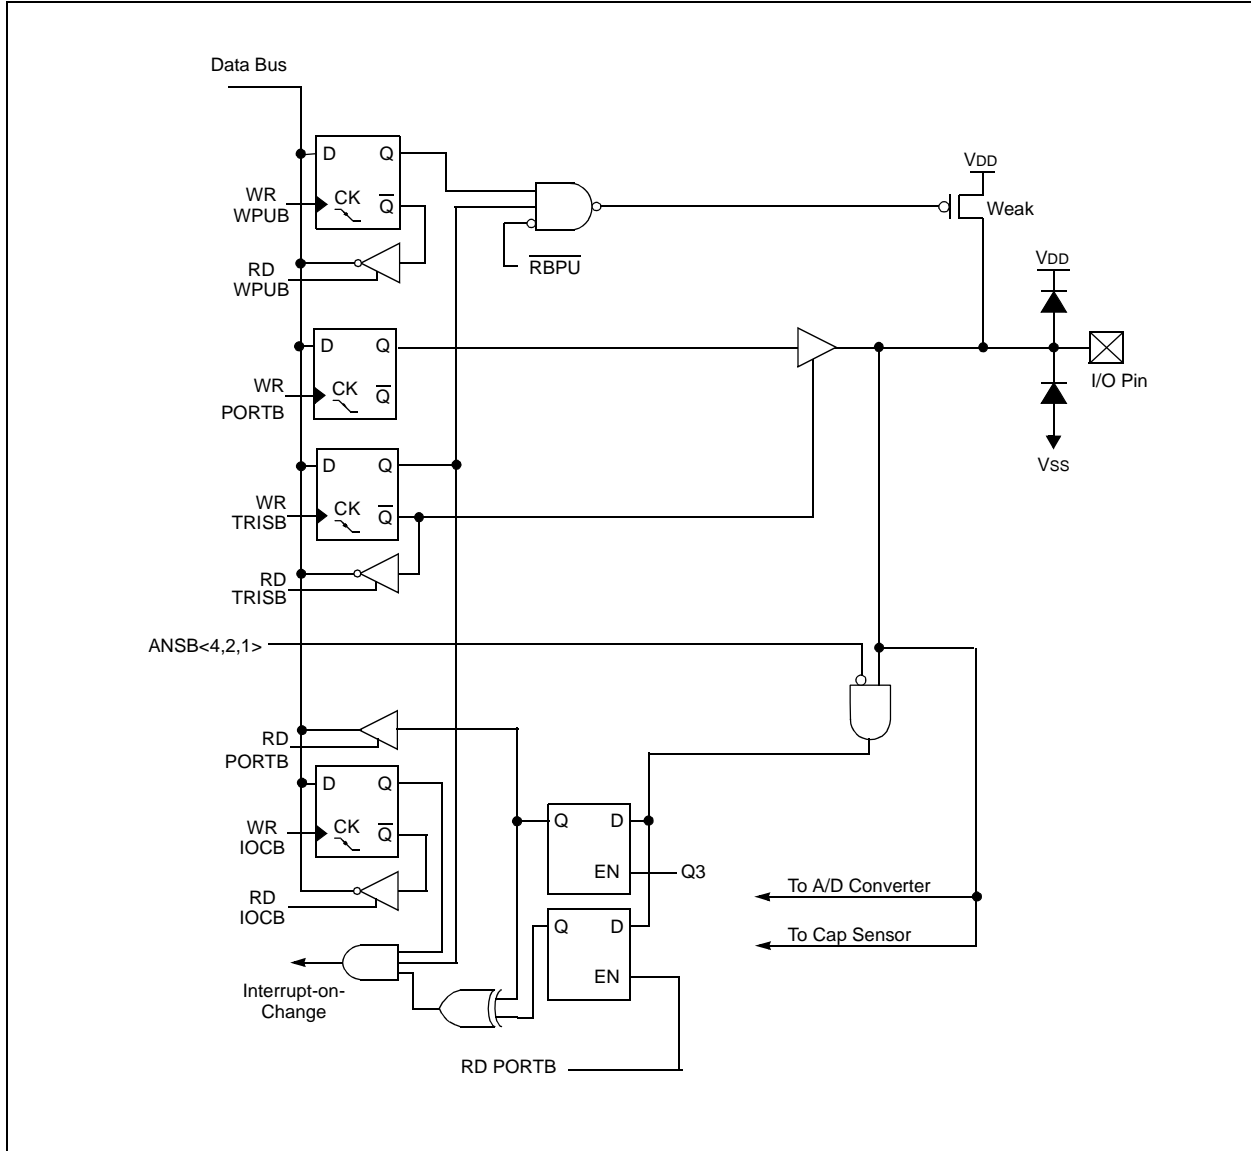 Data Bus
D Q
WR
WPUB
CK
Q̅
RD
WPUB
R̅B̅P̅U̅
VDD
Weak
VDD
D Q
WR
PORTB
CK
Q̅
I/O Pin
VSS
D Q
WR
TRISB
CK
Q̅
RD
TRISB
ANSB<4,2,1>
RD
PORTB
D Q
WR
IOCB
CK
Q̅
RD
IOCB
Q D
EN
Q3
Q D
EN
To A/D Converter
To Cap Sensor
Interrupt-on-
Change
RD PORTB